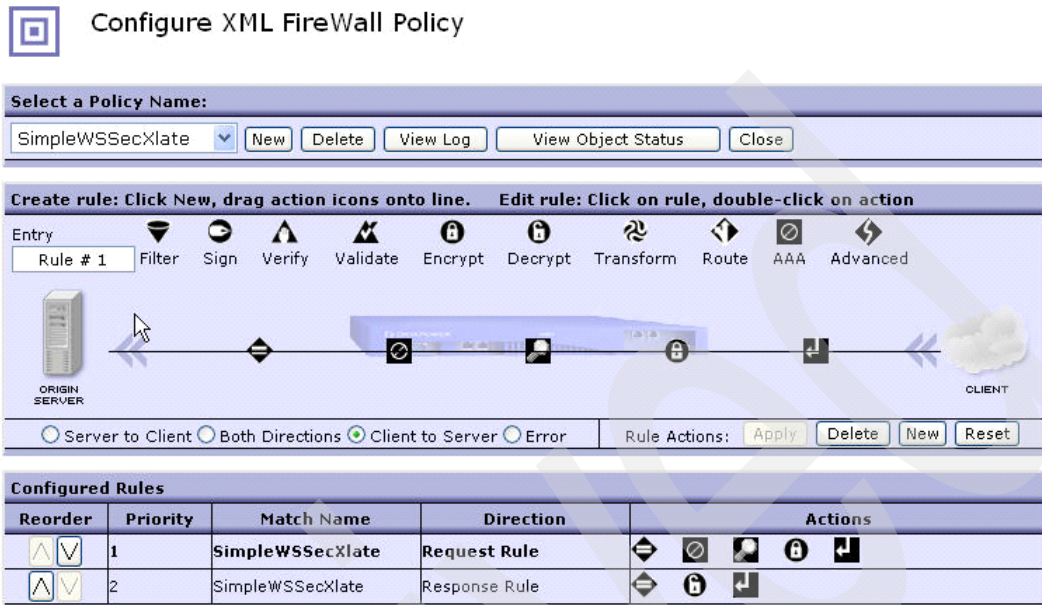 Configure XML FireWall Policy
Select a Policy Name:
SimpleWSSecXlate New Delete View Log View Object Status Close
Create rule: Click New, drag action icons onto line. Edit rule: Click on rule, double-click on action
Entry
Rule # 1 Filter Sign Verify Validate Encrypt Decrypt Transform Route AAA Advanced
ORIGIN
SERVER
CLIENT
Server to Client Both Directions Client to Server Error Rule Actions: Apply Delete New Reset
Configured Rules
Reorder Priority Match Name Direction Actions
1 SimpleWSSecXlate Request Rule
2 SimpleWSSecXlate Response Rule